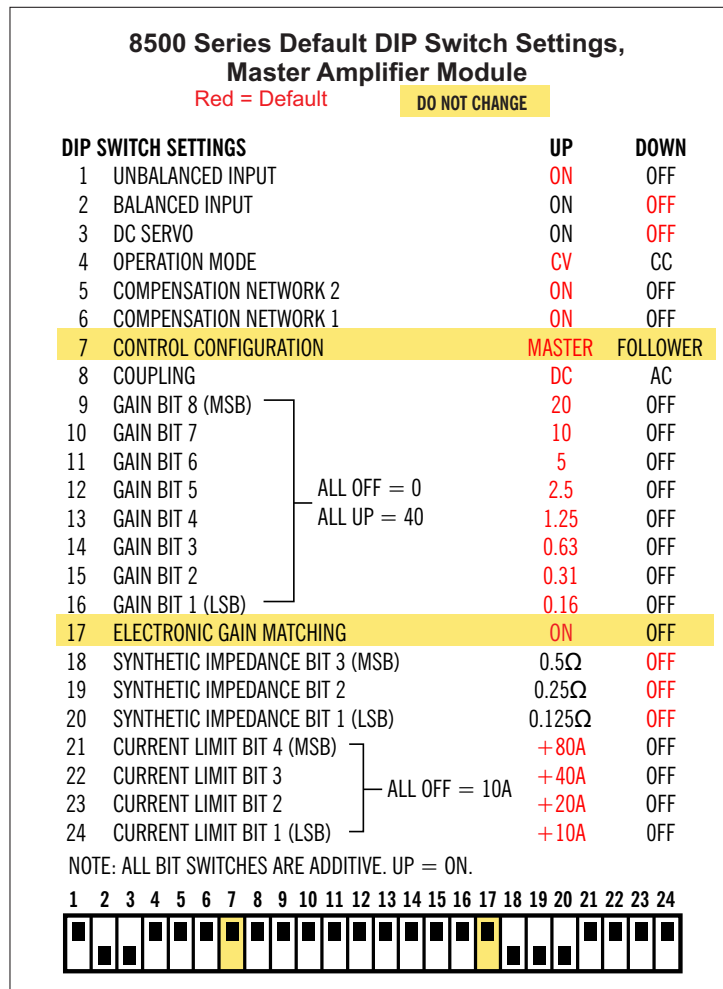 8500 Series Default DIP Switch Settings,
Master Amplifier Module
Red = Default DO NOT CHANGE
DIP SWITCH SETTINGS UP DOWN
1 UNBALANCED INPUT ON OFF
2 BALANCED INPUT ON OFF
3 DC SERVO ON OFF
4 OPERATION MODE CV CC
5 COMPENSATION NETWORK 2 ON OFF
6 COMPENSATION NETWORK 1 ON OFF
7 CONTROL CONFIGURATION MASTER FOLLOWER
8 COUPLING DC AC
9 GAIN BIT 8 (MSB) 20 OFF
10 GAIN BIT 7 10 OFF
11 GAIN BIT 6 5 OFF
12 GAIN BIT 5 ALL OFF = 0 2.5 OFF
13 GAIN BIT 4 ALL UP = 40 1.25 OFF
14 GAIN BIT 3 0.63 OFF
15 GAIN BIT 2 0.31 OFF
16 GAIN BIT 1 (LSB) 0.16 OFF
17 ELECTRONIC GAIN MATCHING ON OFF
18 SYNTHETIC IMPEDANCE BIT 3 (MSB) 0.5Ω OFF
19 SYNTHETIC IMPEDANCE BIT 2 0.25Ω OFF
20 SYNTHETIC IMPEDANCE BIT 1 (LSB) 0.125Ω OFF
21 CURRENT LIMIT BIT 4 (MSB) +80A OFF
22 CURRENT LIMIT BIT 3 ALL OFF = 10A +40A OFF
23 CURRENT LIMIT BIT 2 +20A OFF
24 CURRENT LIMIT BIT 1 (LSB) +10A OFF
NOTE: ALL BIT SWITCHES ARE ADDITIVE. UP = ON.
1 2 3 4 5 6 7 8 9 10 11 12 13 14 15 16 17 18 19 20 21 22 23 24